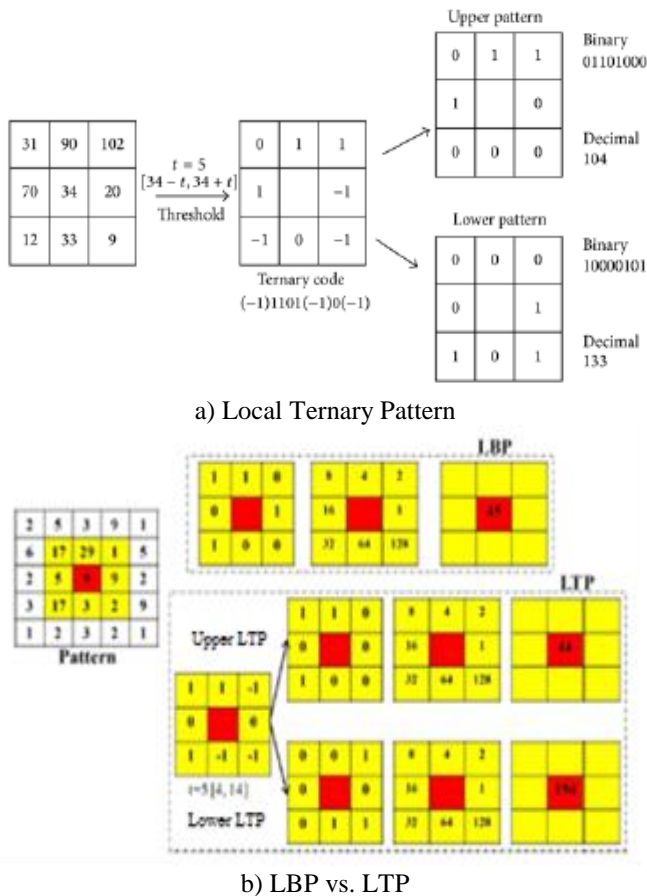 Upper pattern
0 1 1
1 0
0 0 0
Binary
01101000
Decimal
104
31 90 102
70 34 20
12 33 9
t = 5
[34 − t, 34 + t]
Threshold
0 1 1
1 −1
−1 0 −1
Ternary code
(−1)1101(−1)0(−1)
Lower pattern
0 0 0
0 1
1 0 1
Binary
10000101
Decimal
133
a) Local Ternary Pattern
2 5 3 9 1
6 17 29 1 5
2 5 9 2
3 17 3 2 9
1 2 3 2 1
Pattern
LBP
1 1 0
0 1
1 0 0
8 4 2
16 1
32 64 128
45
LTP
Upper LTP
1 1 0
0 0
1 0 0
8 4 2
16 1
32 64 128
44
1 1 -1
0 0
1 -1 -1
t=5[4, 14]
Lower LTP
0 0 1
0 0
0 1 1
8 4 2
16 1
32 64 128
194
b) LBP vs. LTP